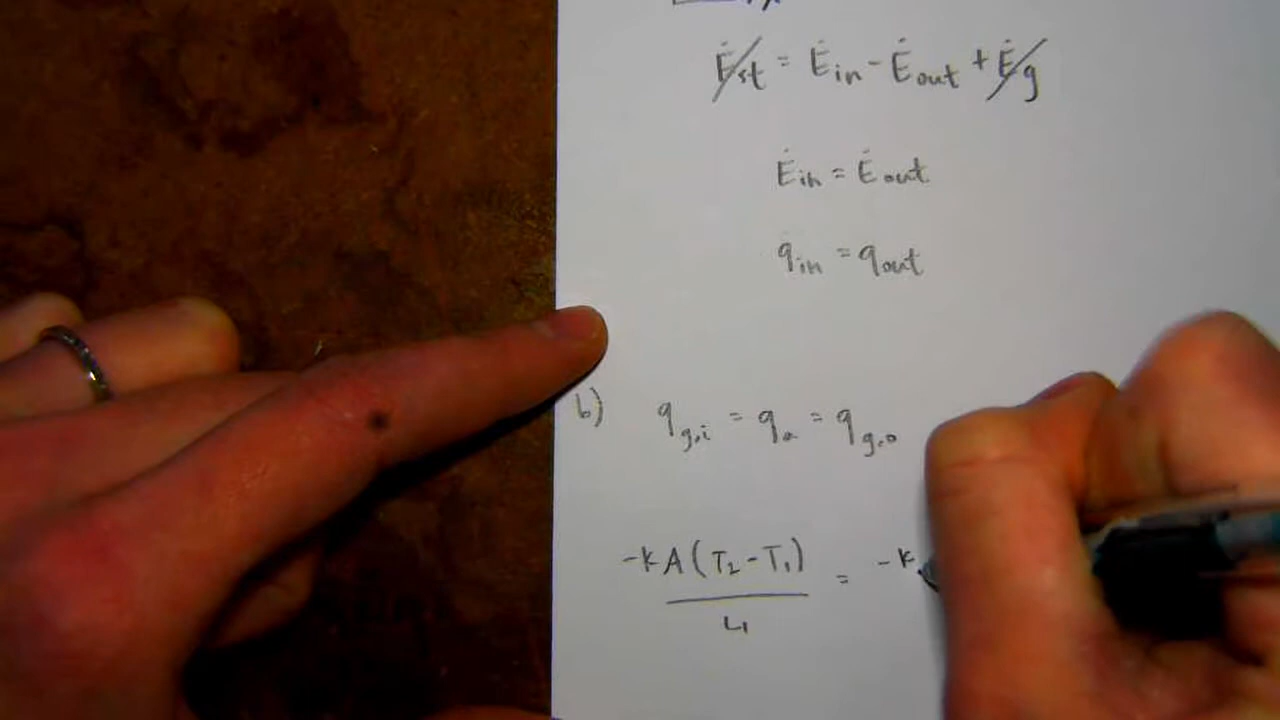 Ėst = Ėin - Ėout + Ėg
Ėin = Ėout
qin = qout
b) qg,i = qa = qg,o
-kA(T2-T1)/L1 = -k